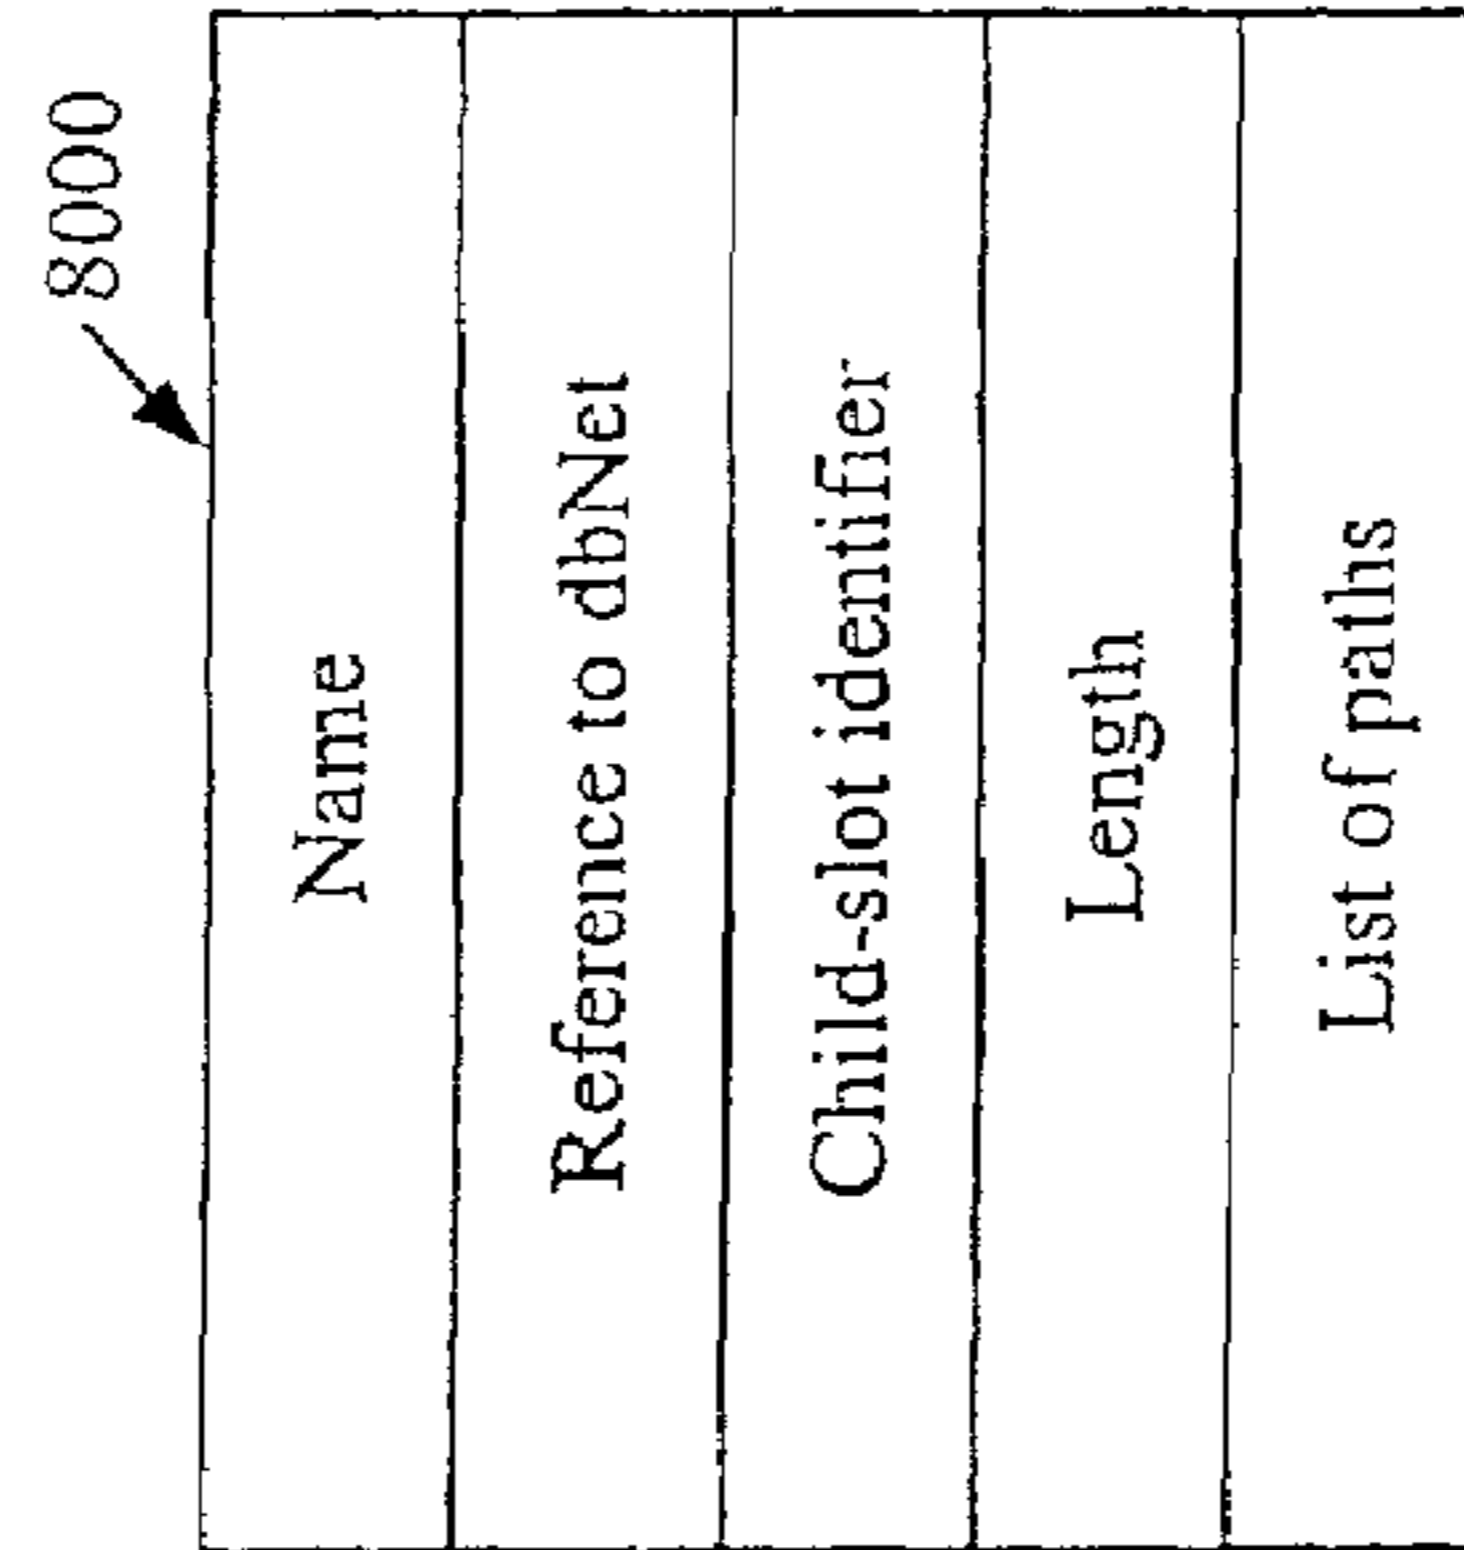 8000
Name
Reference to dbNet
Child-slot identifier
Length
List of paths